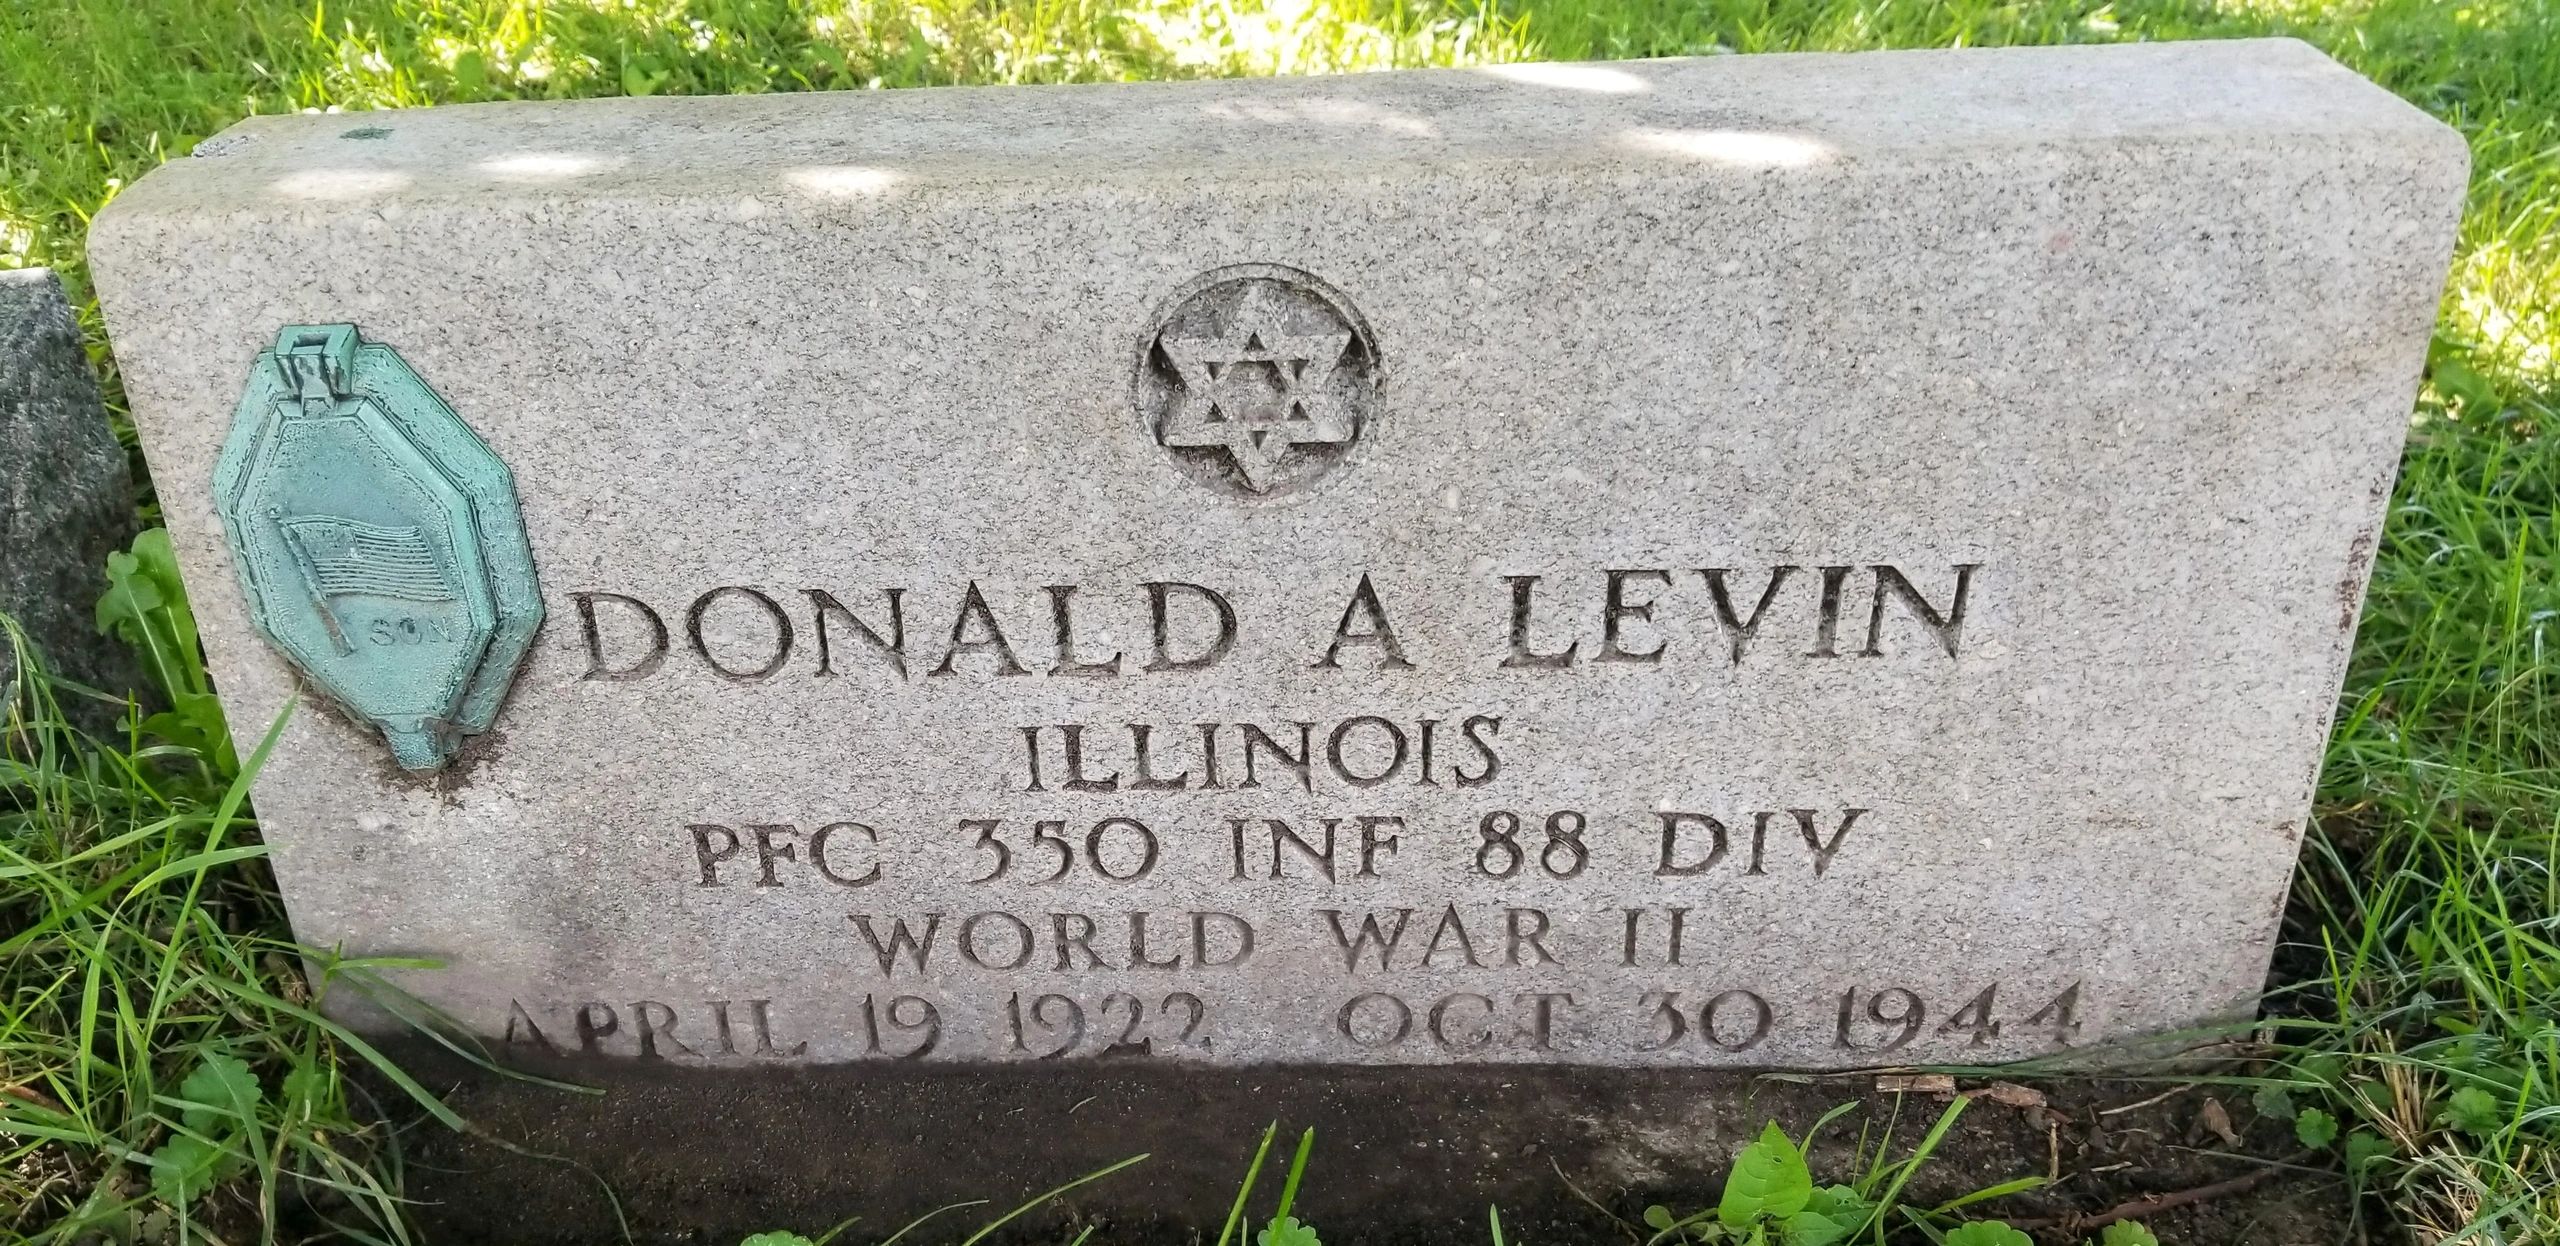 SON
DONALD A LEVIN
ILLINOIS
PFC 350 INF 88 DIV
WORLD WAR II
APRIL 19 1922 OCT 30 1944